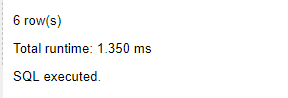 6 row(s)
Total runtime: 1.350 ms
SQL executed.